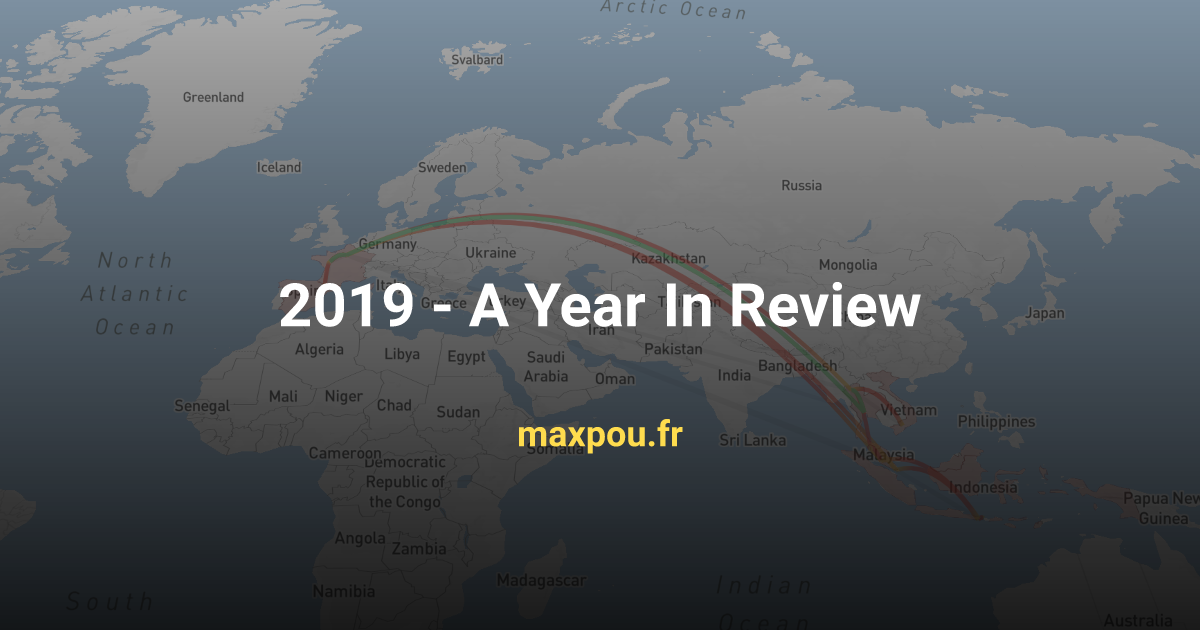 Arctic Ocean
Svalbard
Greenland
Iceland
Sweden
Russia
Germany
Ukraine
Kazakhstan
Mongolia
North
Atlantic
Ocean
2019 - A Year In Review
Greece
Japan
Iran
Algeria
Libya
Egypt
Saudi
Arabia
Oman
Pakistan
India
Bangladesh
Senegal
Mali
Niger
Chad
Sudan
Vietnam
Philippines
maxpou.fr
Sri Lanka
Cameroon
Somalia
Malaysia
Democratic
Republic of
the Congo
Indonesia
Papua New
Guinea
Angola
Zambia
Madagascar
Namibia
South
Indian
Ocean
Australia